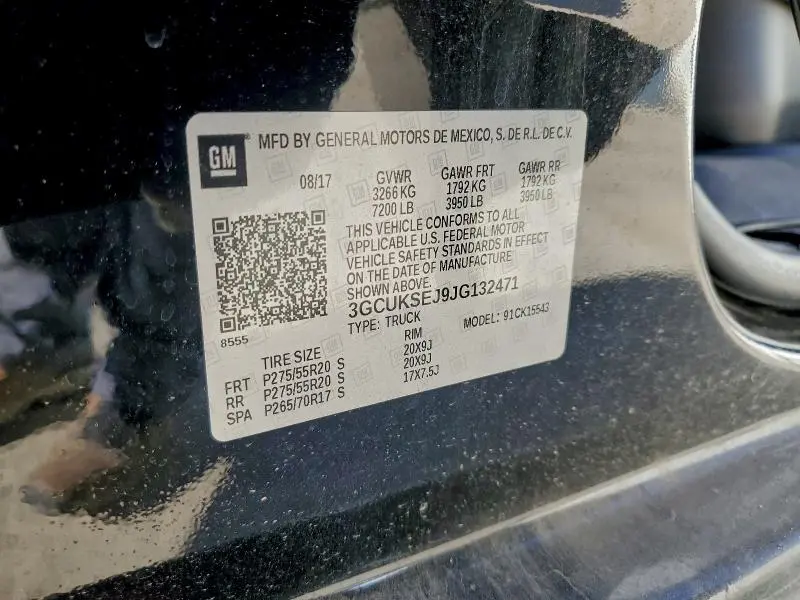 GM® MFD BY GENERAL MOTORS DE MEXICO, S. DE R.L. DE C.V.
08/17 GVWR GAWR FRT GAWR RR
3266 KG 1792 KG 1792 KG
7200 LB 3950 LB 3950 LB
THIS VEHICLE CONFORMS TO ALL
APPLICABLE U.S. FEDERAL MOTOR
VEHICLE SAFETY STANDARDS IN EFFECT
ON THE DATE OF MANUFACTURE
SHOWN ABOVE.
3GCUKSEJ9JG132471
8555 TYPE: TRUCK MODEL: 91CK15543
TIRE SIZE RIM
FRT P275/55R20 S 20X9J
RR P275/55R20 S 20X9J
SPA P265/70R17 S 17X7.5J